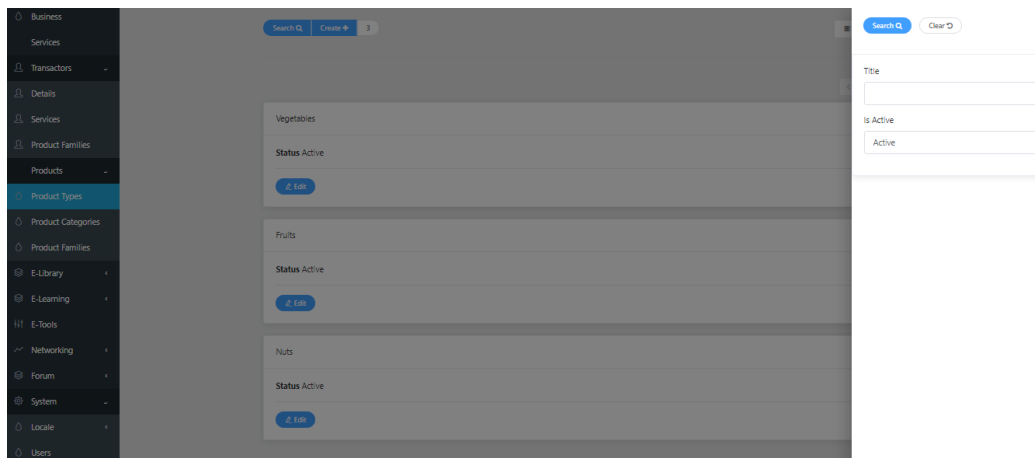 Business
Services
Transactors
Details
Services
Product Families
Products
Product Types
Product Categories
Product Families
E-Library
E-Learning
E-Tools
Networking
Forum
System
Locale
Users
Search Create 3
Vegetables
Status Active
Edit
Fruits
Status Active
Edit
Nuts
Status Active
Edit
Search Clear
Title
Is Active
Active